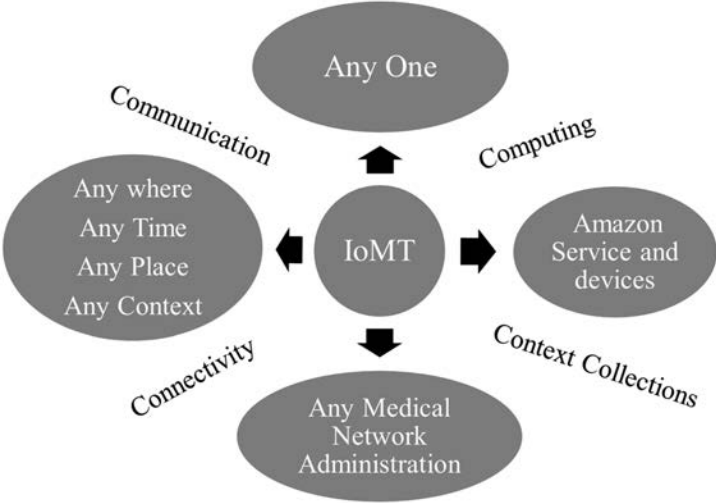 Any One
Communication
Computing
Any where
Any Time
Any Place
Any Context
IoMT
Amazon
Service and
devices
Connectivity
Context Collections
Any Medical
Network
Administration